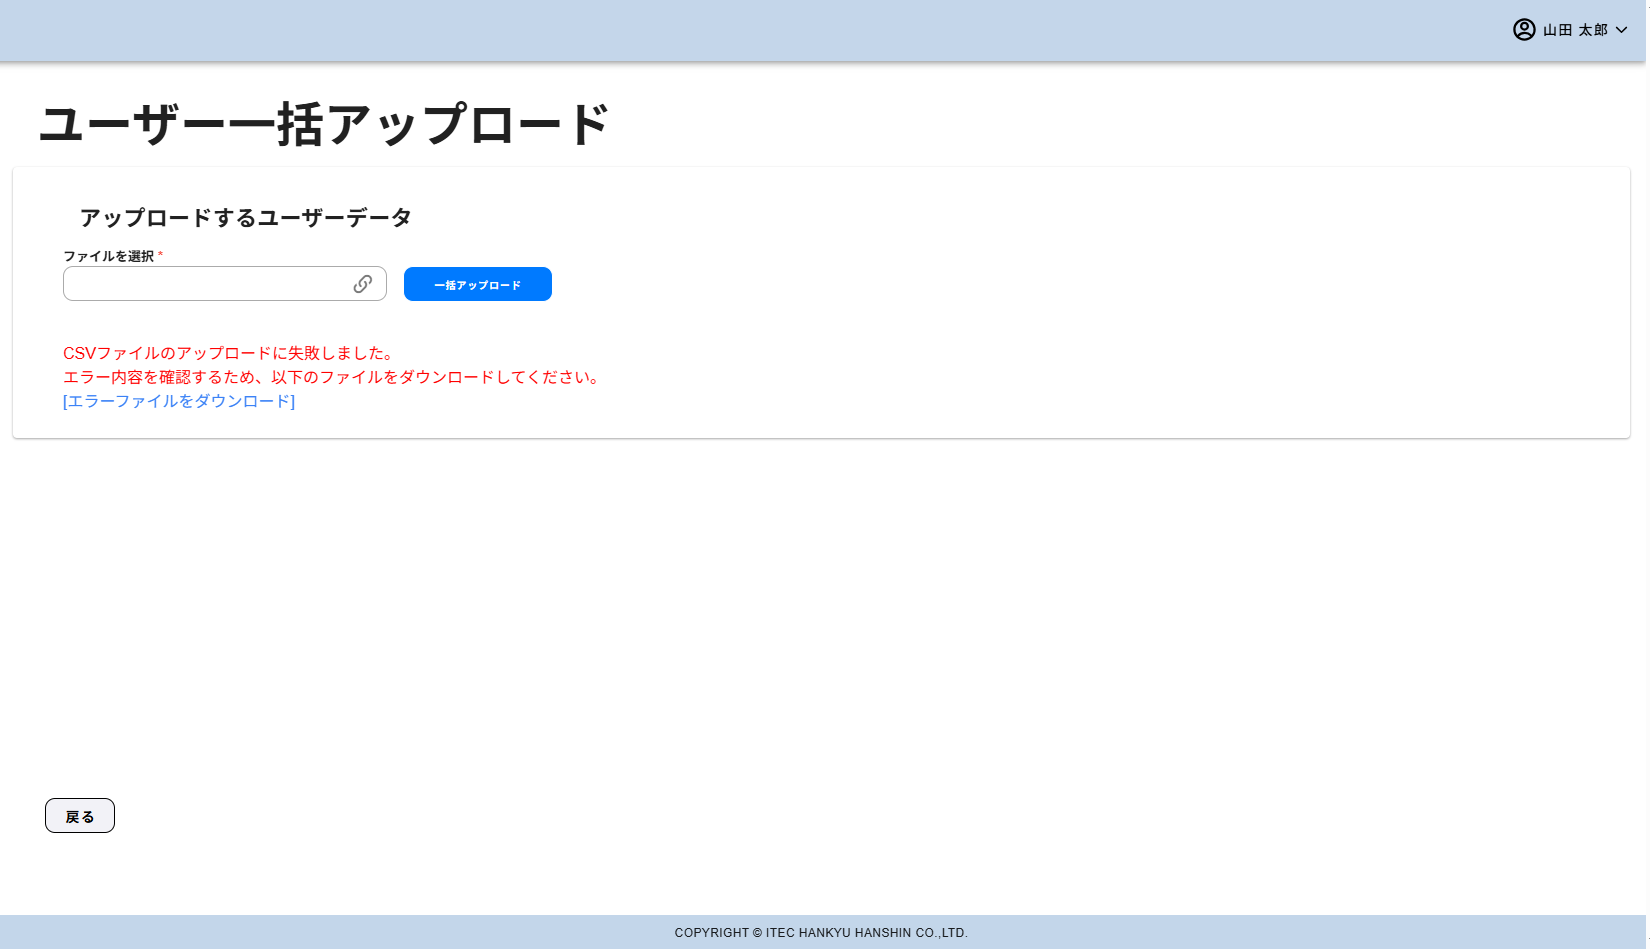 山田 太郎
ユーザー一括アップロード
アップロードするユーザーデータ
ファイルを選択 *
一括アップロード
CSVファイルのアップロードに失敗しました。
エラー内容を確認するため、以下のファイルをダウンロードしてください。
[エラーファイルをダウンロード]
戻る
COPYRIGHT © ITEC HANKYU HANSHIN CO.,LTD.